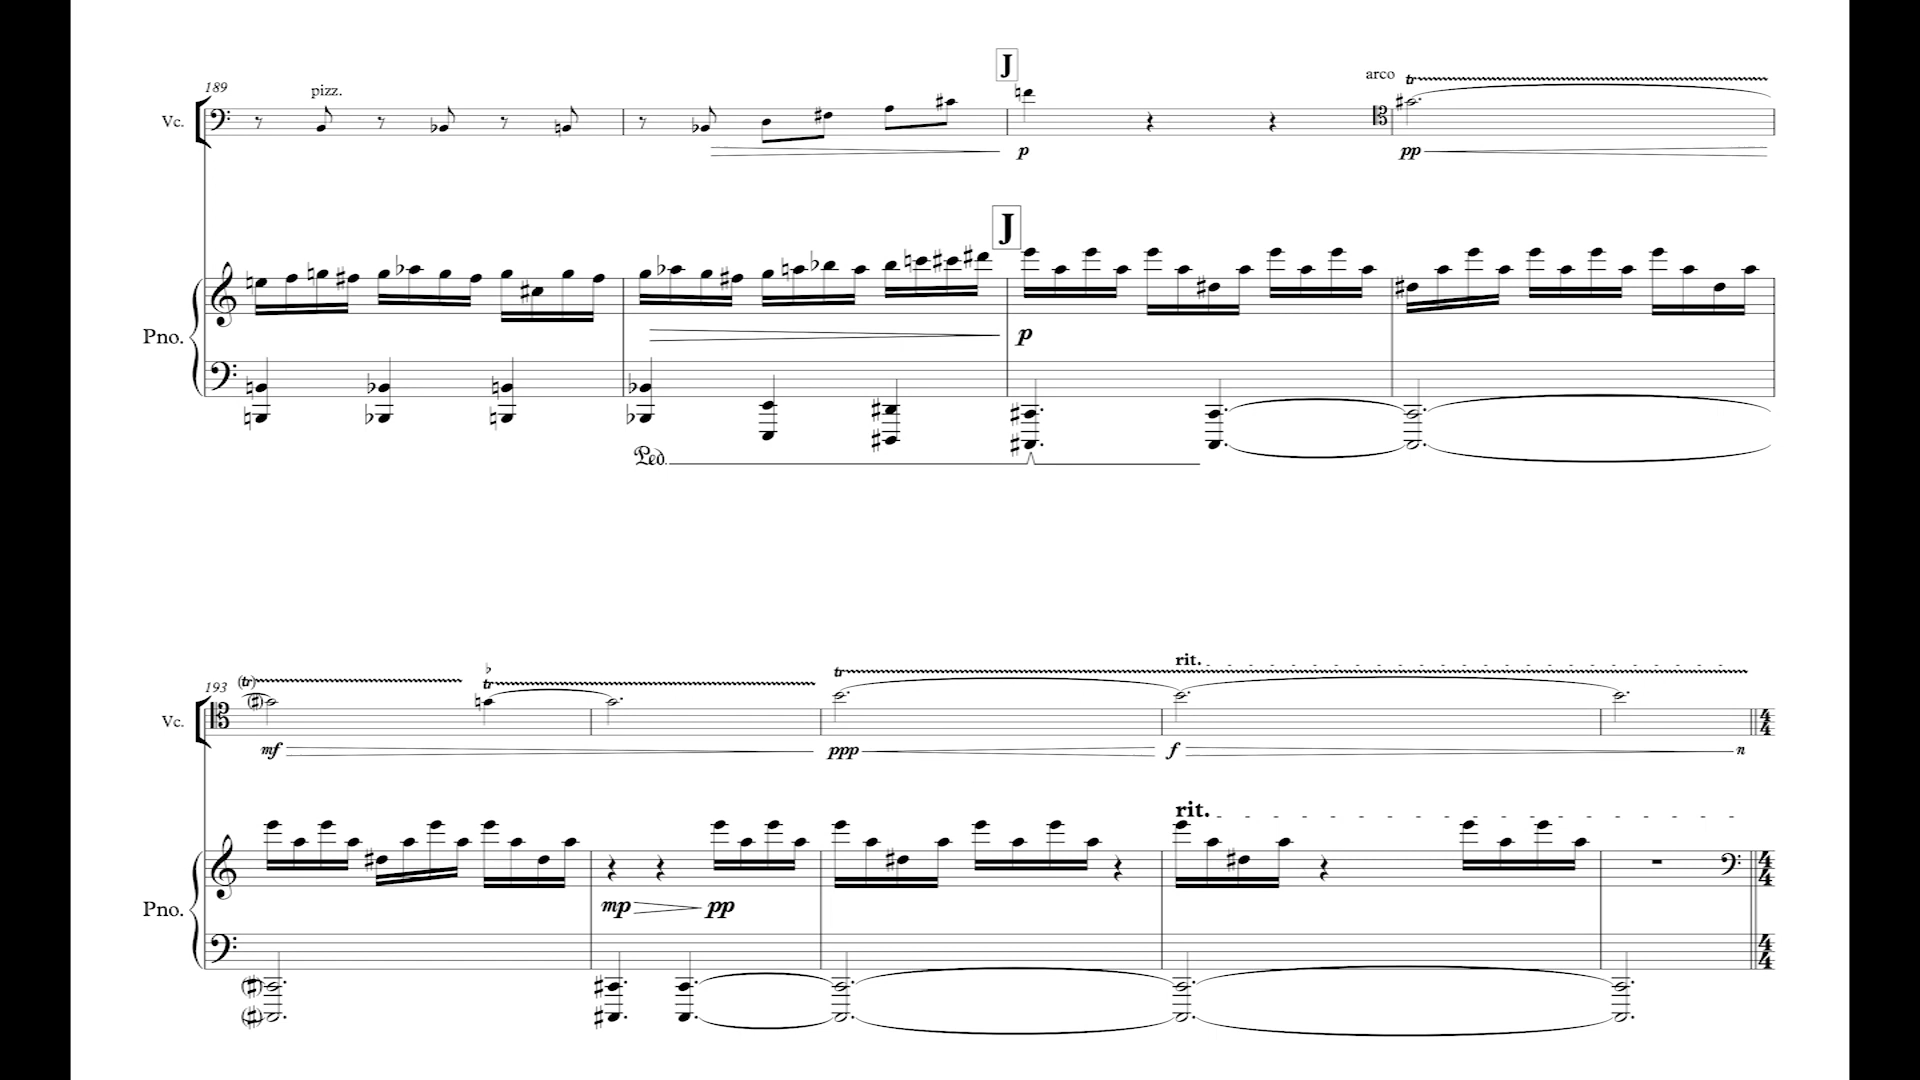 J
189
pizz.
arco
tr
Vc.
p
pp
J
Pno.
p
Ped.
rit.
193
(tr)
tr
tr
Vc.
mf
ppp
f
n
4
4
rit.
Pno.
mp
pp
4
4
4
4